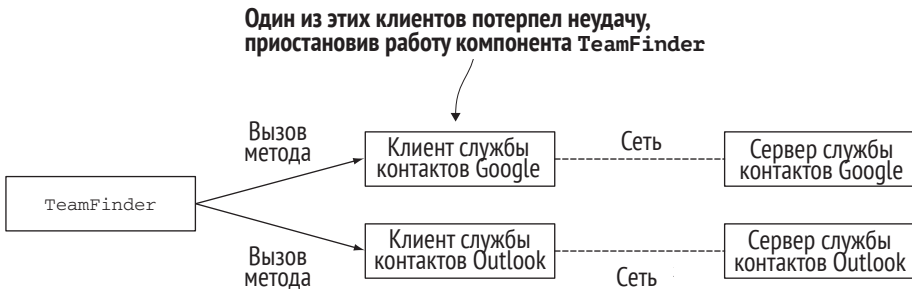 Один из этих клиентов потерпел неудачу,
приостановив работу компонента TeamFinder
Вызов
метода
Клиент службы
контактов Google
Сеть
Сервер службы
контактов Google
TeamFinder
Вызов
метода
Клиент службы
контактов Outlook
Сеть
Сервер службы
контактов Outlook